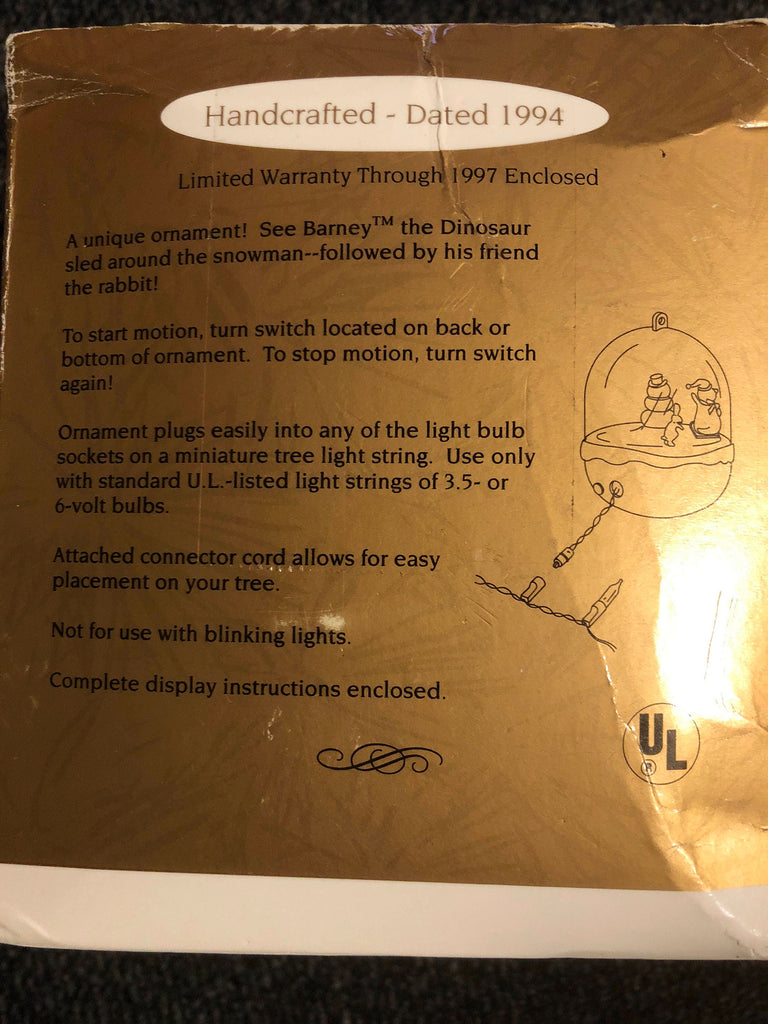 Handcrafted - Dated 1994
Limited Warranty Through 1997 Enclosed
A unique ornament! See Barney™ the Dinosaur
sled around the snowman--followed by his friend
the rabbit!
To start motion, turn switch located on back or
bottom of ornament. To stop motion, turn switch
again!
Ornament plugs easily into any of the light bulb
sockets on a miniature tree light string. Use only
with standard U.L.-listed light strings of 3.5- or
6-volt bulbs.
Attached connector cord allows for easy
placement on your tree.
Not for use with blinking lights.
Complete display instructions enclosed.
UL
®